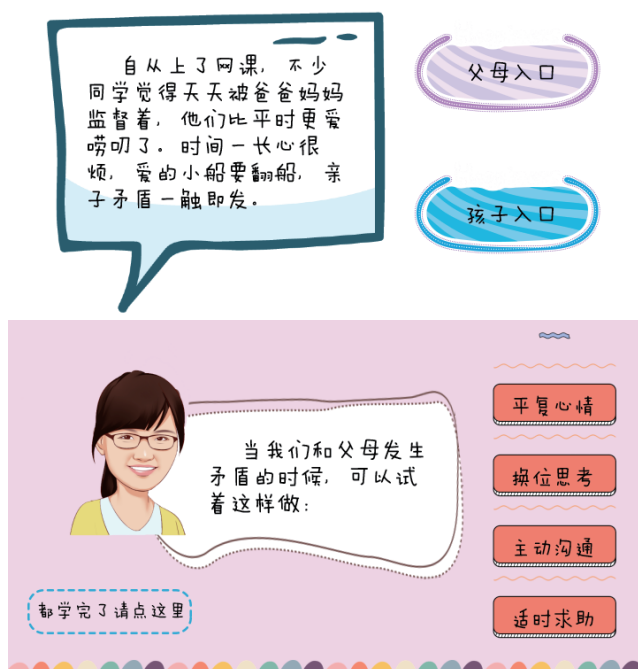 自从上了网课，不少
同学觉得天天被爸爸妈妈
监督着，他们比平时更爱
唠叨了。时间一长心很
烦，爱的小船要翻船，亲
子矛盾一触即发。
父母入口
孩子入口
当我们和父母发生
矛盾的时候，可以试
着这样做：
平复心情
换位思考
主动沟通
适时求助
都学完了请点这里